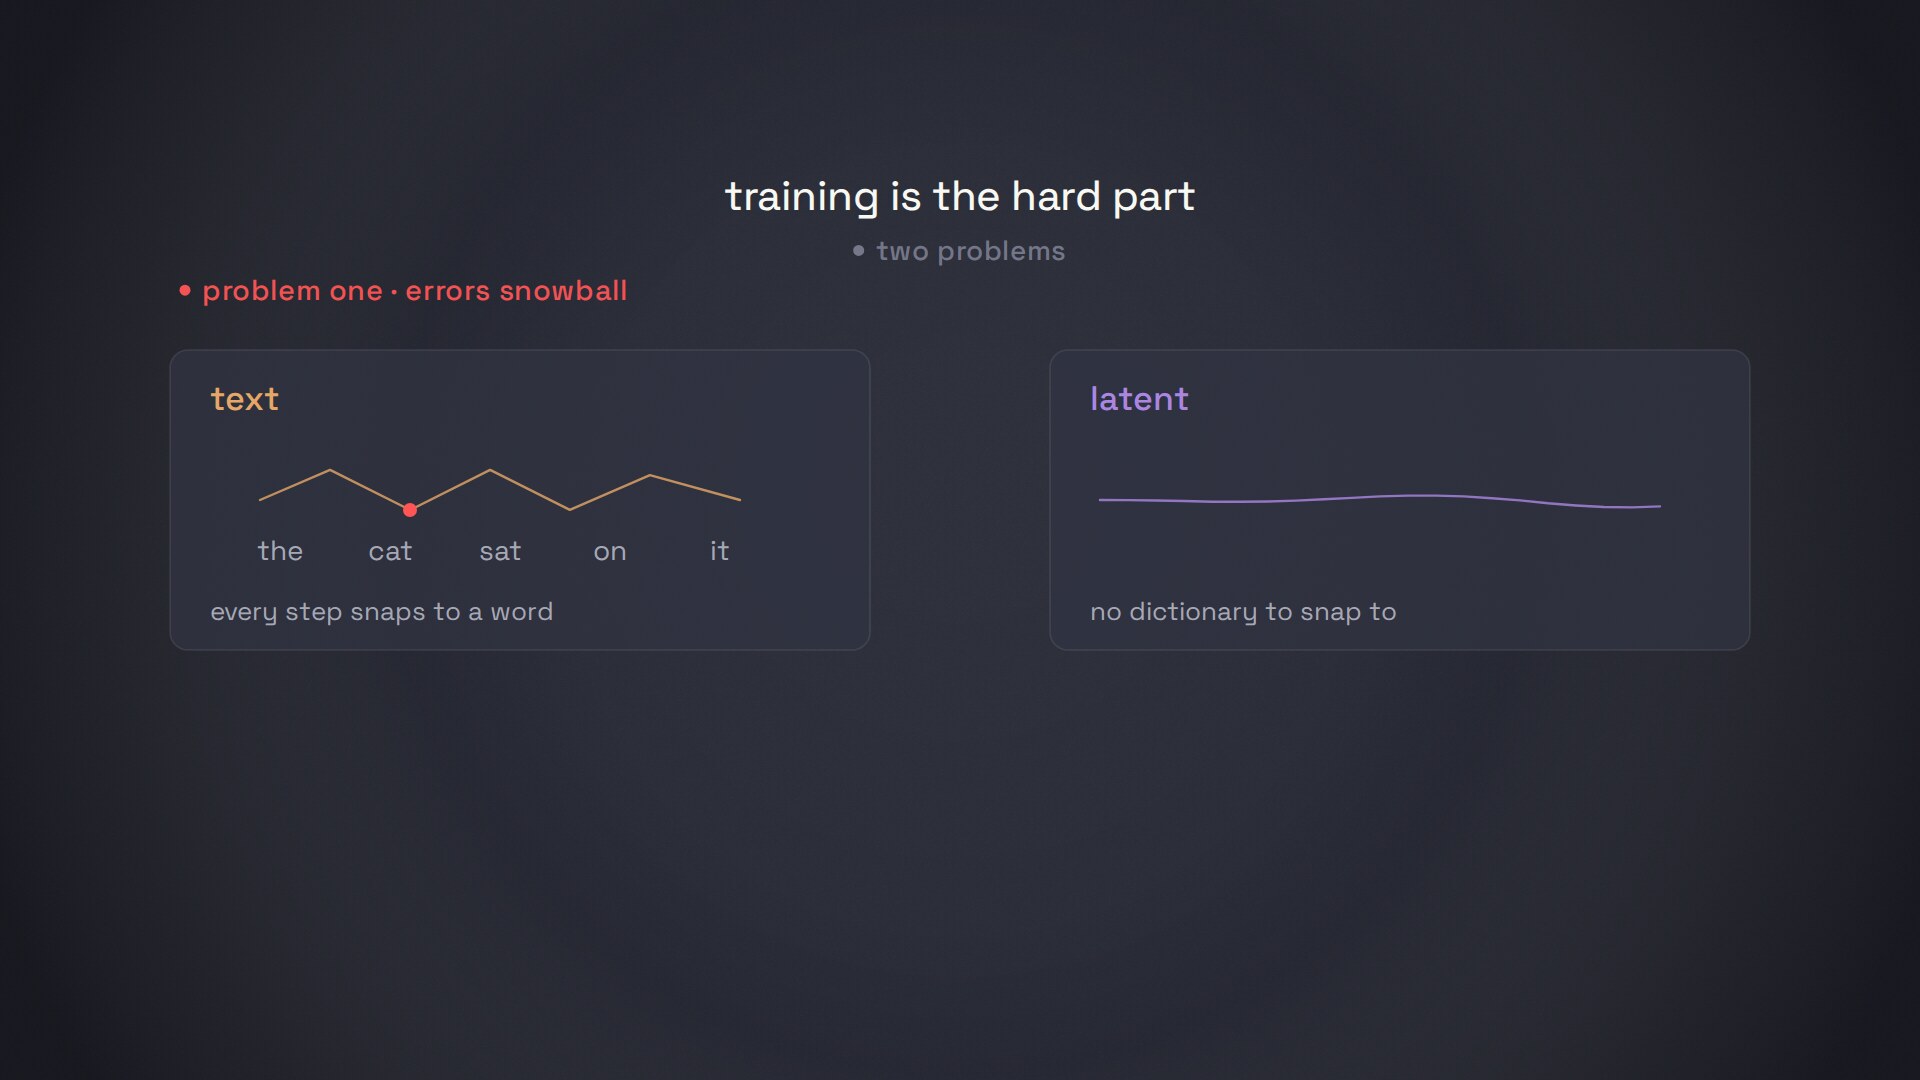 training is the hard part
• two problems
• problem one · errors snowball
text
the cat sat on it
every step snaps to a word
latent
no dictionary to snap to